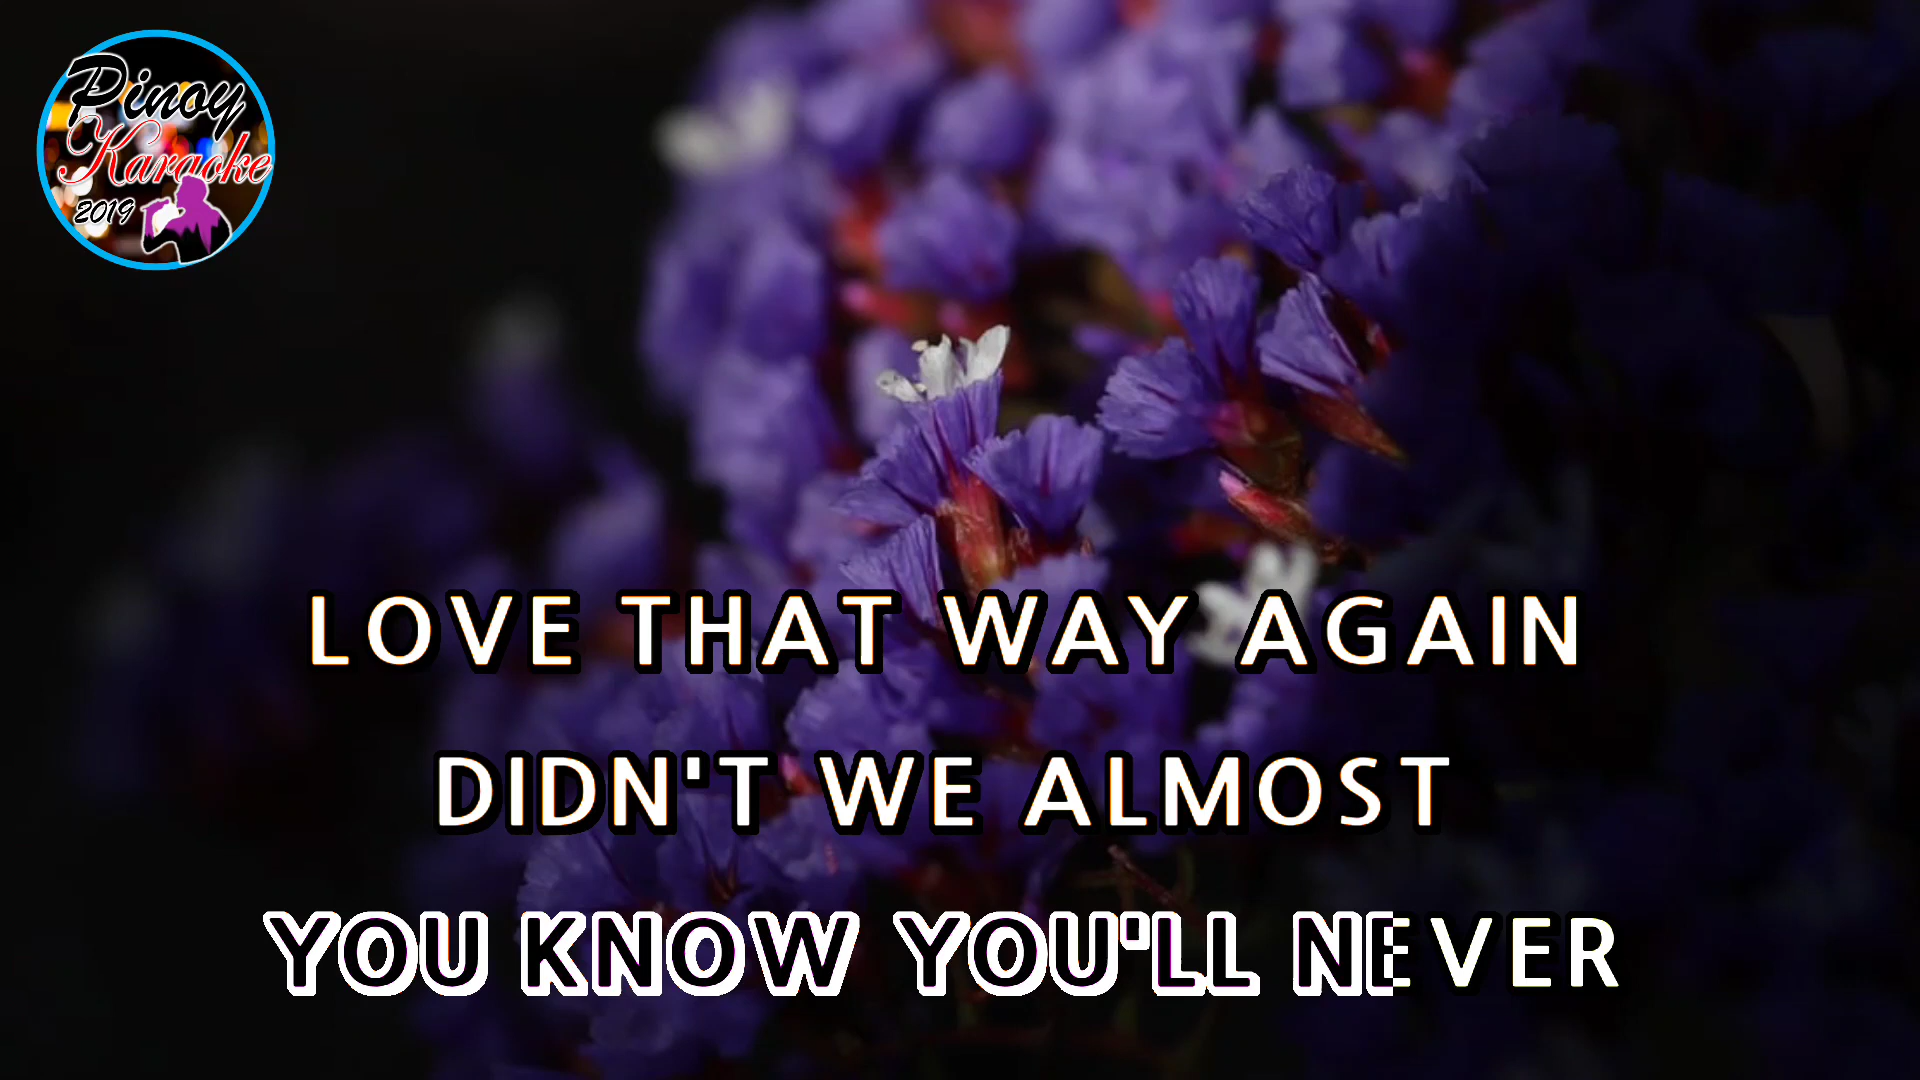 Pinoy
Karaoke
2019
LOVE THAT WAY AGAIN
DIDN'T WE ALMOST
YOU KNOW YOU'LL NEVER